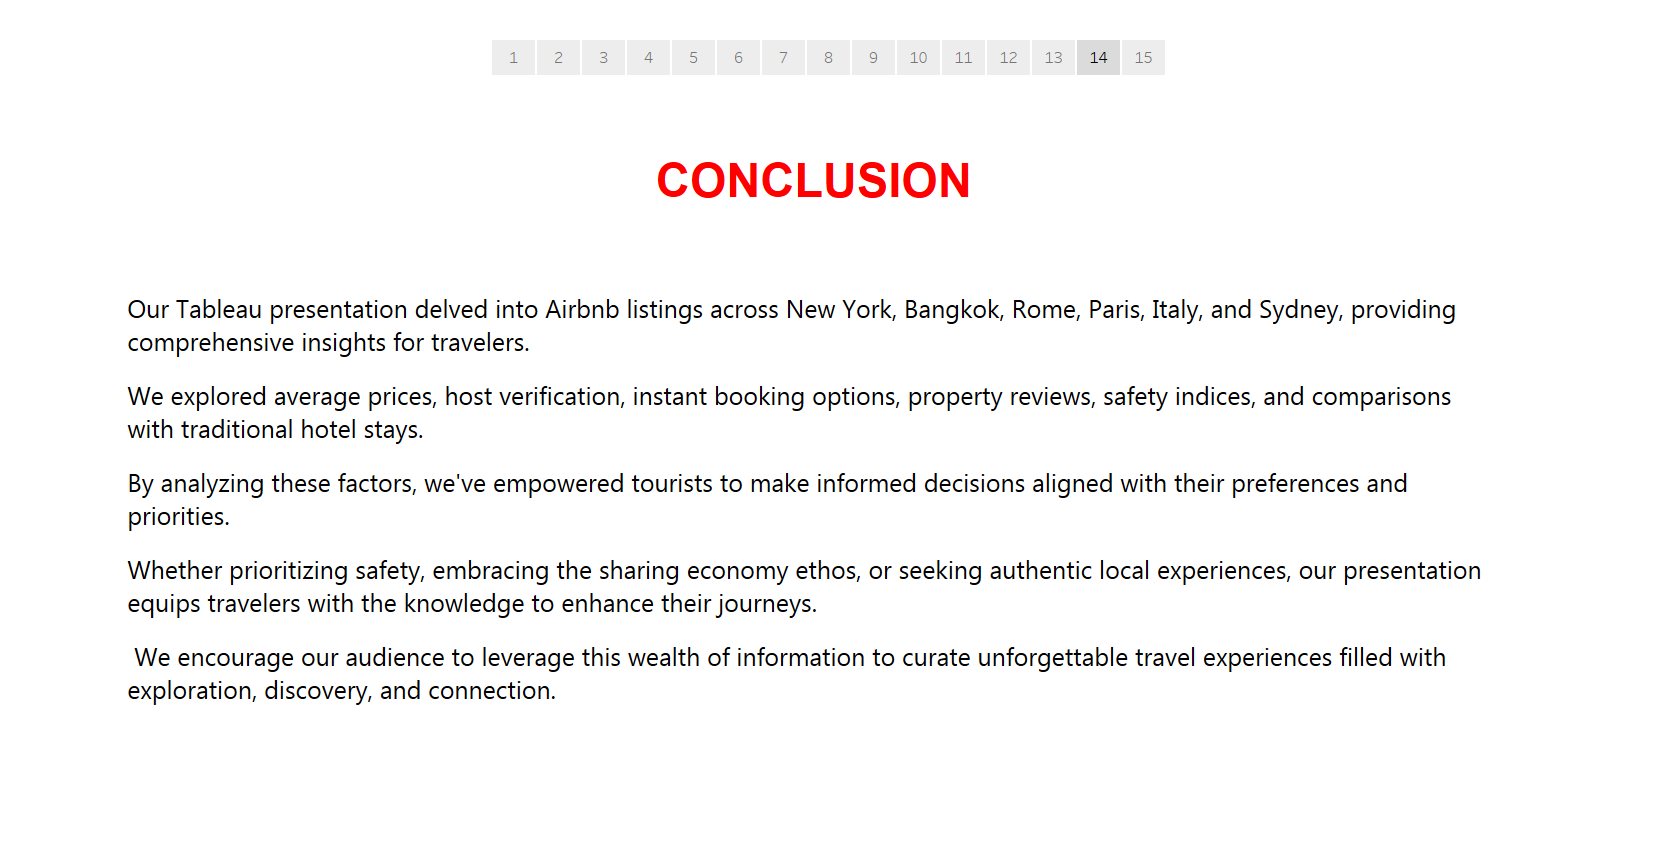 1 2 3 4 5 6 7 8 9 10 11 12 13 14 15
CONCLUSION
Our Tableau presentation delved into Airbnb listings across New York, Bangkok, Rome, Paris, Italy, and Sydney, providing
comprehensive insights for travelers.
We explored average prices, host verification, instant booking options, property reviews, safety indices, and comparisons
with traditional hotel stays.
By analyzing these factors, we've empowered tourists to make informed decisions aligned with their preferences and
priorities.
Whether prioritizing safety, embracing the sharing economy ethos, or seeking authentic local experiences, our presentation
equips travelers with the knowledge to enhance their journeys.
We encourage our audience to leverage this wealth of information to curate unforgettable travel experiences filled with
exploration, discovery, and connection.